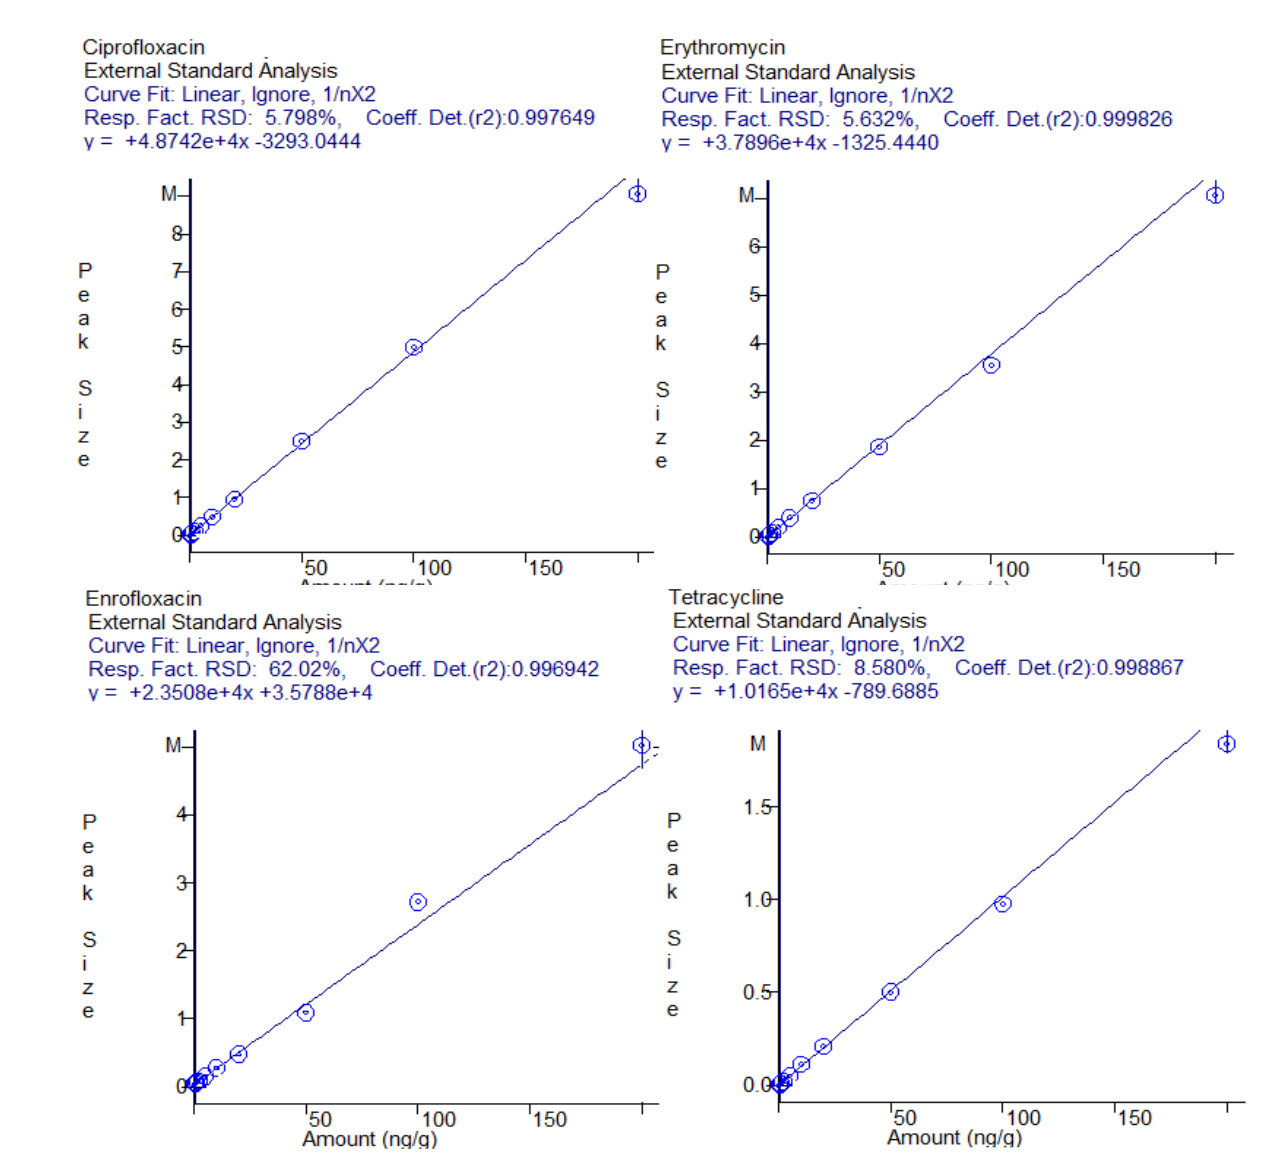 Ciprofloxacin
External Standard Analysis
Curve Fit: Linear, Ignore, 1/nX2
Resp. Fact. RSD: 5.798%, Coeff. Det.(r2):0.997649
y = +4.8742e+4x -3293.0444
M
8
7
6
5
4
3
2
1
0
Peak Size
50 100 150
Amount (ng/g)
Erythromycin
External Standard Analysis
Curve Fit: Linear, Ignore, 1/nX2
Resp. Fact. RSD: 5.632%, Coeff. Det.(r2):0.999826
y = +3.7896e+4x -1325.4440
M
6
5
4
3
2
1
0
Peak Size
50 100 150
Amount (ng/g)
Enrofloxacin
External Standard Analysis
Curve Fit: Linear, Ignore, 1/nX2
Resp. Fact. RSD: 62.02%, Coeff. Det.(r2):0.996942
y = +2.3508e+4x +3.5788e+4
M
4
3
2
1
0
Peak Size
50 100 150
Amount (ng/g)
Tetracycline
External Standard Analysis
Curve Fit: Linear, Ignore, 1/nX2
Resp. Fact. RSD: 8.580%, Coeff. Det.(r2):0.998867
y = +1.0165e+4x -789.6885
M
1.5
1.0
0.5
0.0
Peak Size
50 100 150
Amount (ng/g)